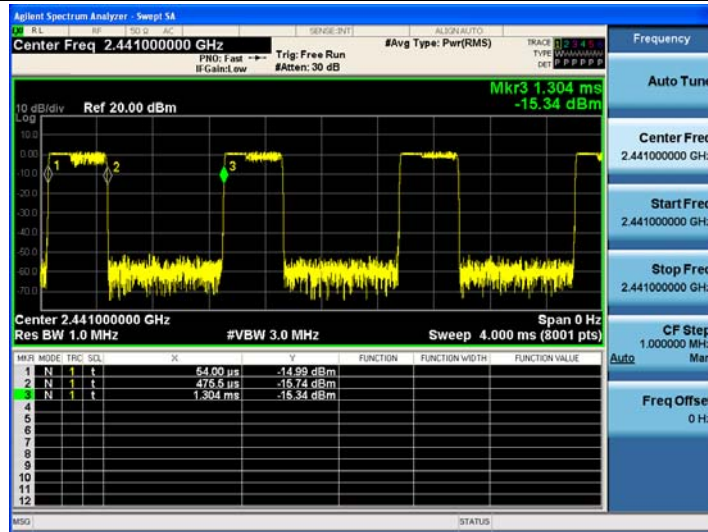 Agilent Spectrum Analyzer - Swept SA
RL RF 50 Ω AC SENSE:INT ALIGN AUTO
Center Freq 2.441000000 GHz
PNO: Fast
IFGain:Low
Trig: Free Run
#Atten: 30 dB
#Avg Type: Pwr(RMS)
TRACE 1 2 3 4 5 6
TYPE
DET P P P P P P
Mkr3 1.304 ms
-15.34 dBm
10 dB/div Ref 20.00 dBm
Log
10.0
0.00
-10.0
-20.0
-30.0
-40.0
-50.0
-60.0
-70.0
1
2
3
Center 2.441000000 GHz Span 0 Hz
Res BW 1.0 MHz #VBW 3.0 MHz Sweep 4.000 ms (8001 pts)
MKR MODE TRC SCL X Y FUNCTION FUNCTION WIDTH FUNCTION VALUE
1 N 1 t 54.00 µs -14.99 dBm
2 N 1 t 475.5 µs -15.74 dBm
3 N 1 t 1.304 ms -15.34 dBm
4
5
6
7
8
9
10
11
12
MSG STATUS
Frequency
Auto Tune
Center Freq
2.441000000 GHz
Start Freq
2.441000000 GHz
Stop Freq
2.441000000 GHz
CF Step
1.000000 MHz
Auto Man
Freq Offset
0 Hz